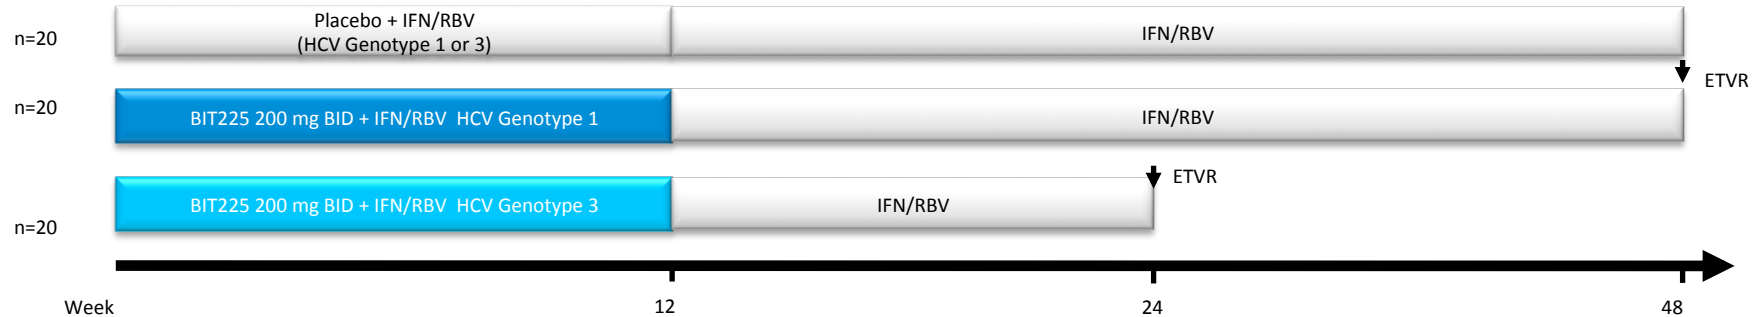 Placebo + IFN/RBV
(HCV Genotype 1 or 3)
IFN/RBV
n=20
ETVR
n=20
BIT225 200 mg BID + IFN/RBV HCV Genotype 1
IFN/RBV
ETVR
BIT225 200 mg BID + IFN/RBV HCV Genotype 3
IFN/RBV
n=20
Week
12
24
48